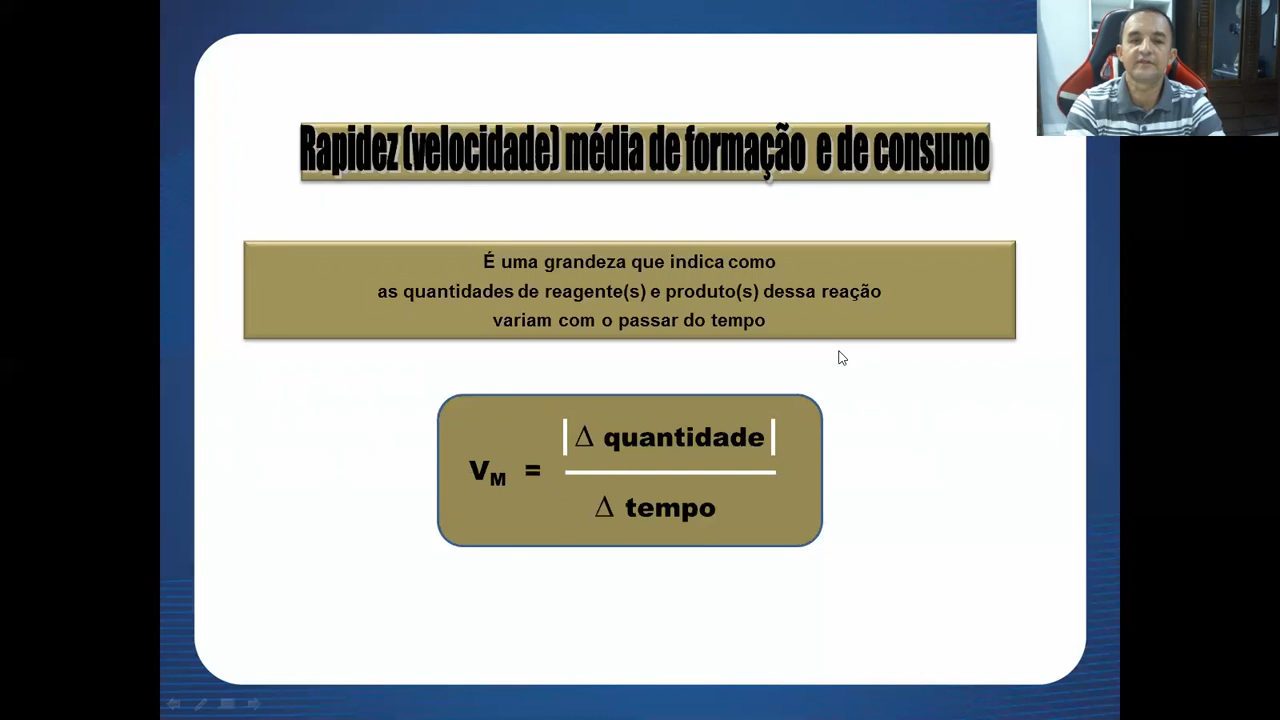 Rapidez (velocidade) média de formação e de consumo
É uma grandeza que indica como
as quantidades de reagente(s) e produto(s) dessa reação
variam com o passar do tempo
|Δ quantidade|
VM =
Δ tempo